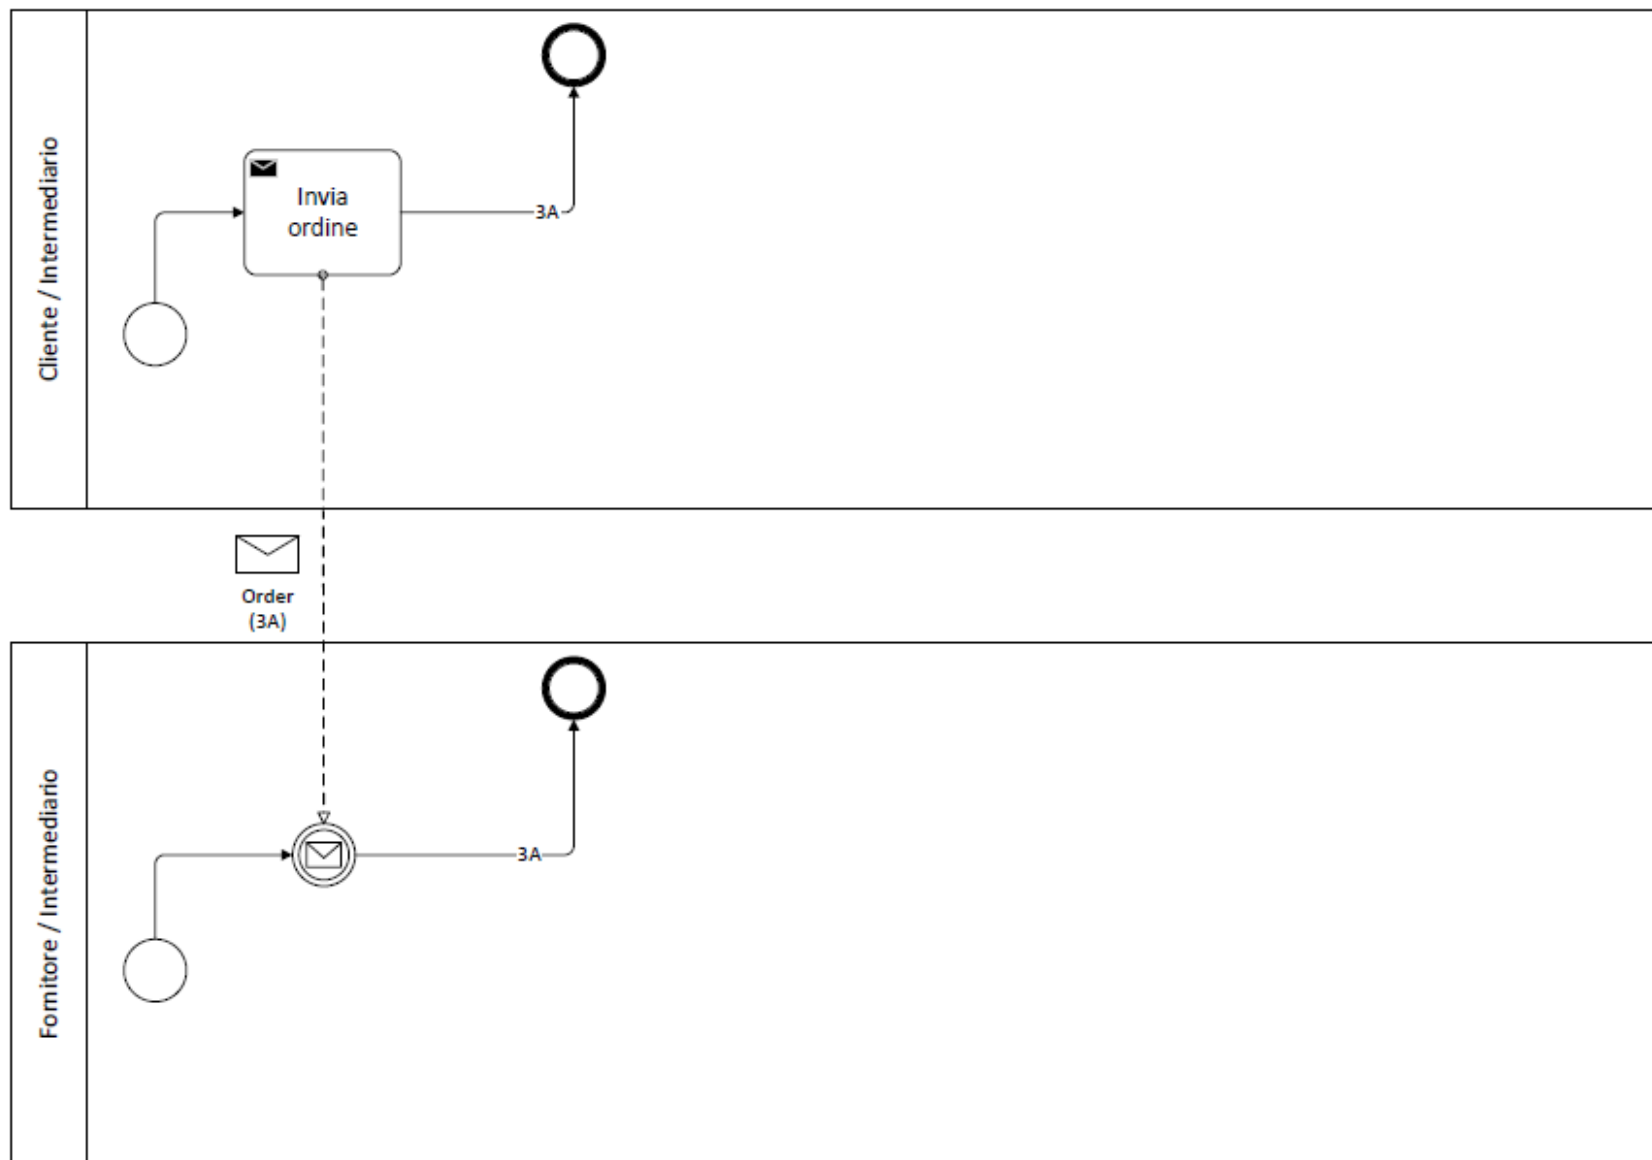 Cliente / Intermediario
Invia
ordine
3A
Order
(3A)
Fornitore / Intermediario
3A